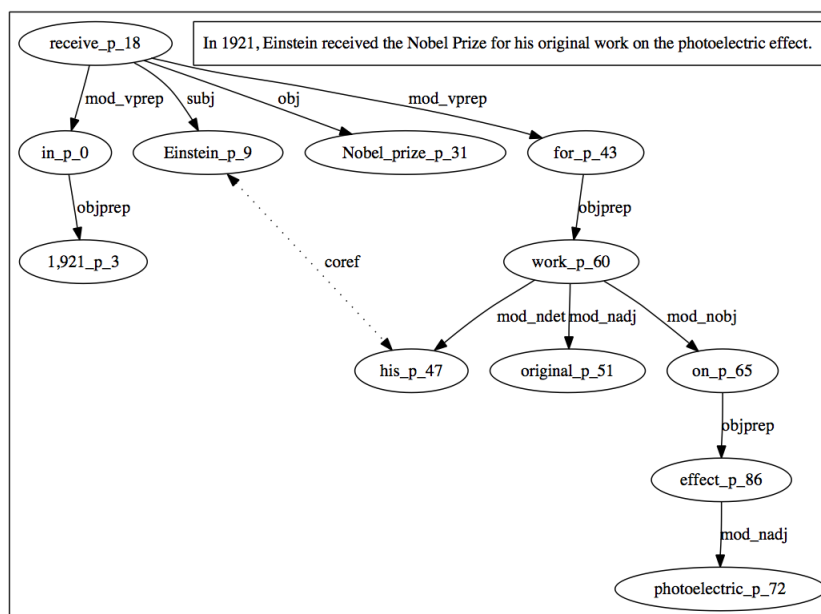 receive_p_18
In 1921, Einstein received the Nobel Prize for his original work on the photoelectric effect.
mod_vprep
subj
obj
mod_vprep
in_p_0
Einstein_p_9
Nobel_prize_p_31
for_p_43
objprep
objprep
1,921_p_3
coref
work_p_60
mod_ndet
mod_nadj
mod_nobj
his_p_47
original_p_51
on_p_65
objprep
effect_p_86
mod_nadj
photoelectric_p_72